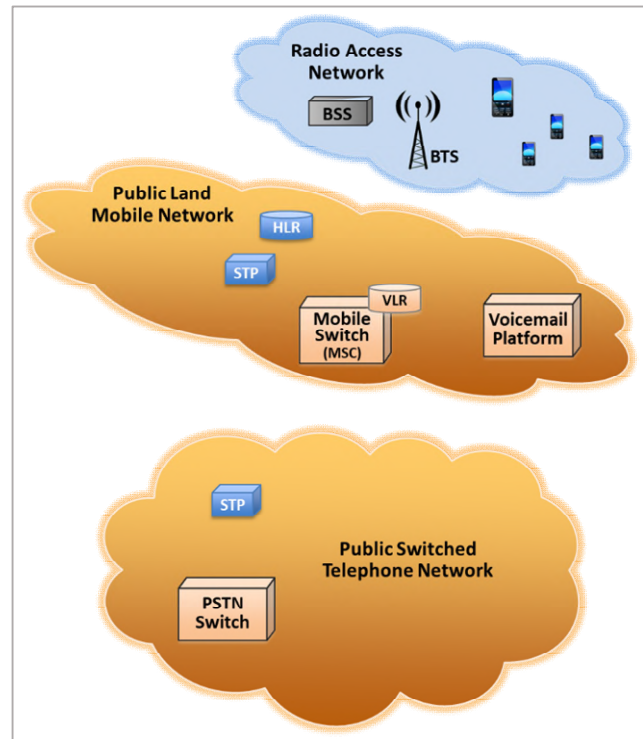 Radio Access
Network
BSS
BTS
Public Land
Mobile Network
HLR
STP
VLR
Mobile
Switch
(MSC)
Voicemail
Platform
STP
Public Switched
Telephone Network
PSTN
Switch